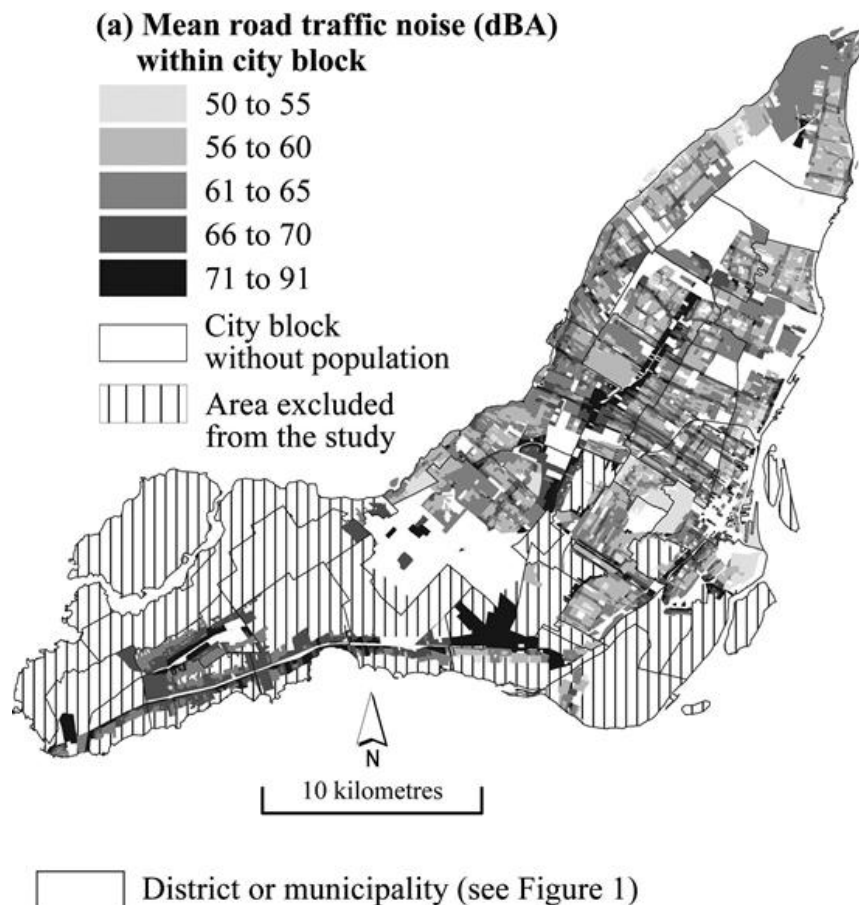 (a) Mean road traffic noise (dBA)
within city block
50 to 55
56 to 60
61 to 65
66 to 70
71 to 91
City block
without population
Area excluded
from the study
N
10 kilometres
District or municipality (see Figure 1)